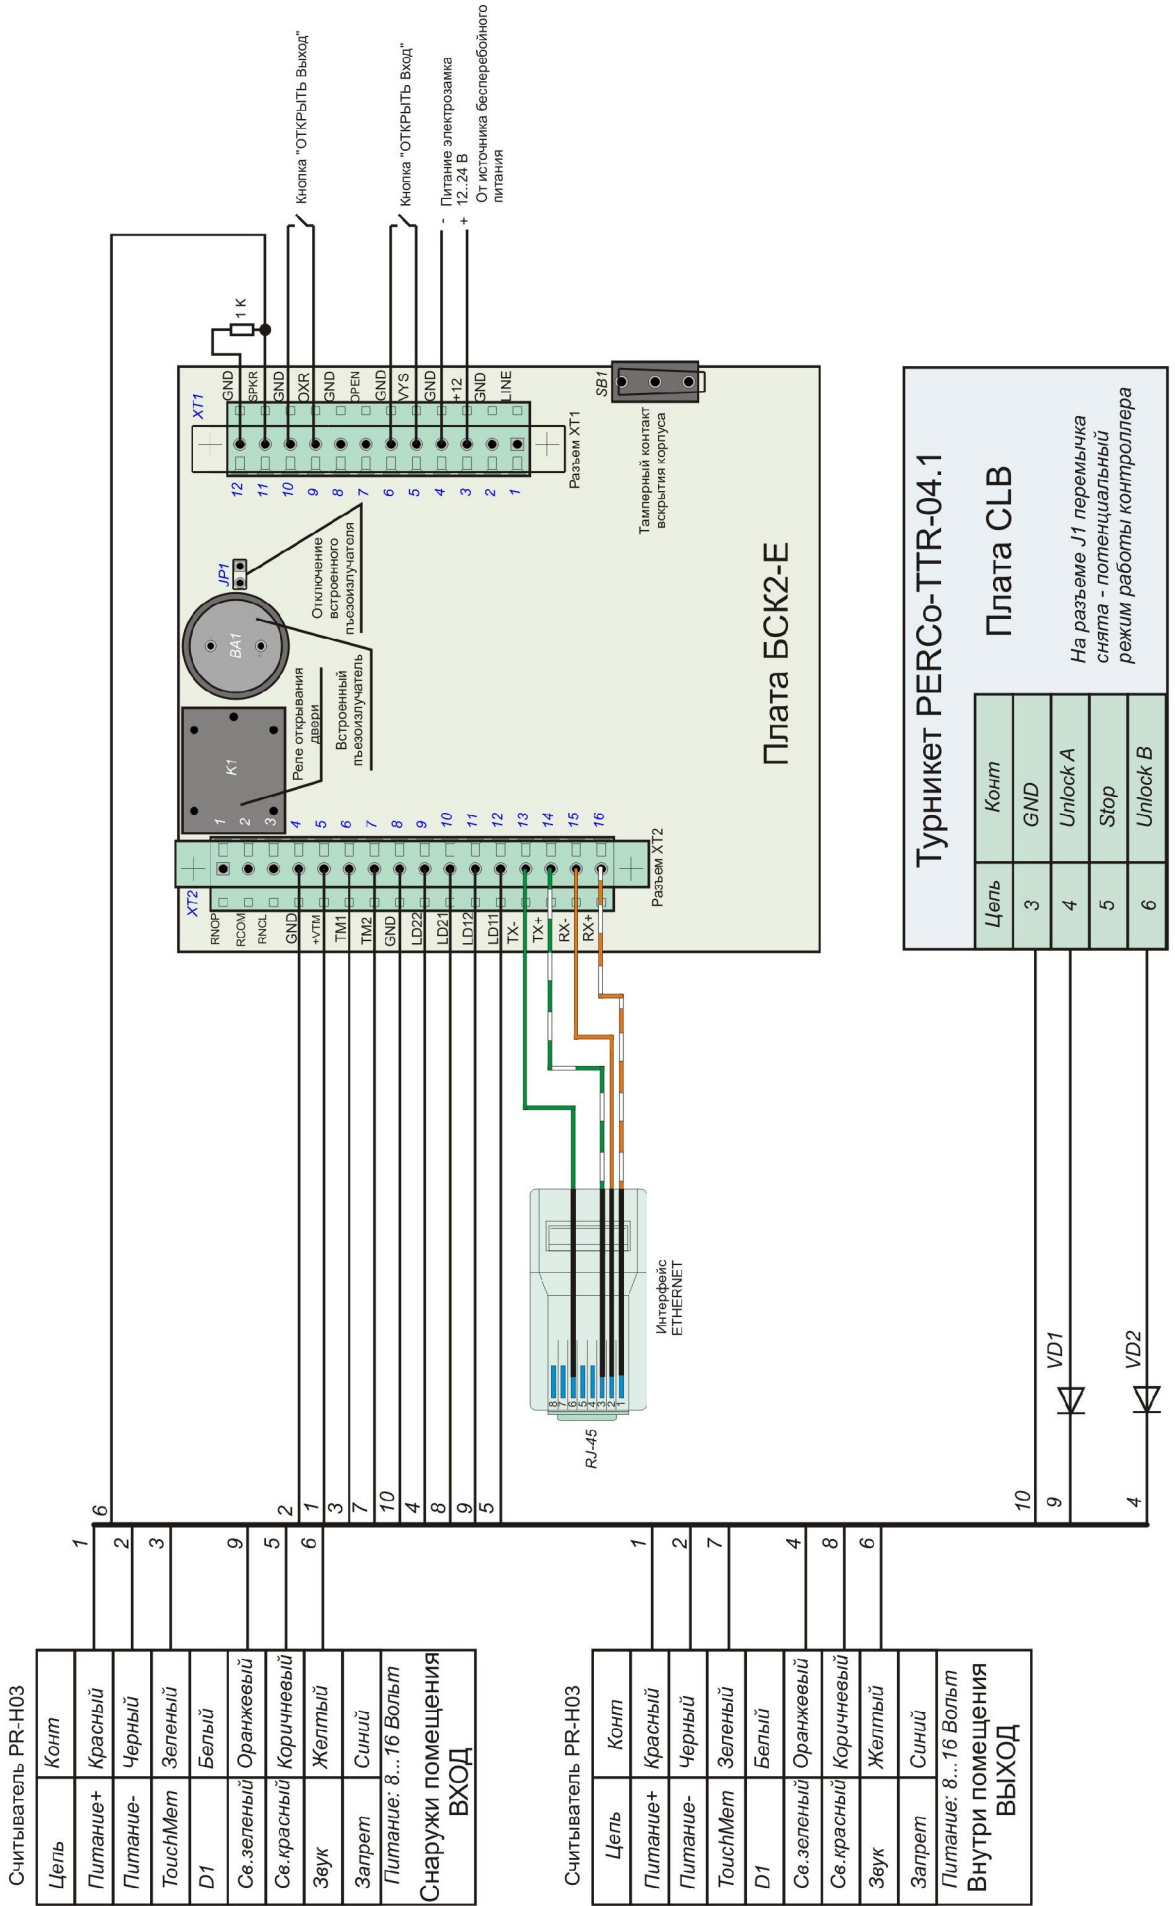 Считыватель PR-H03
Цепь Конт
Питание+ Красный
Питание- Черный
TouchMem Зеленый
D1 Белый
Св.зеленый Оранжевый
Св.красный Коричневый
Звук Желтый
Запрет Синий
Питание: 8...16 Вольт
Снаружи помещения
ВХОД
1
2
3
9
5
6
Считыватель PR-H03
Цепь Конт
Питание+ Красный
Питание- Черный
TouchMem Зеленый
D1 Белый
Св.зеленый Оранжевый
Св.красный Коричневый
Звук Желтый
Запрет Синий
Питание: 8...16 Вольт
Внутри помещения
ВЫХОД
1
2
7
4
8
6
6
2
1
3
7
10
4
8
9
5
10
9
4
VD1
VD2
RJ-45
8
7
6
5
4
3
2
1
Интерфейс
ETHERNET
XT2
RNOP 1
RCOM 2
RNCL 3
GND 4
+VTM 5
TM1 6
TM2 7
GND 8
LD22 9
LD21 10
LD12 11
LD11 12
TX- 13
TX+ 14
RX- 15
RX+ 16
Разъем XT2
K1
BA1
JP1
Реле открывания
двери
Встроенный
пьезоизлучатель
Отключение
встроенного
пьезоизлучателя
Плата БСК2-Е
XT1
12 GND
11 SPKR
10 GND
9 OXR
8 GND
7 OPEN
6 GND
5 VYS
4 GND
3 +12
2 GND
1 LINE
Разъем XT1
SB1
Тамперный контакт
вскрытия корпуса
1 K
Кнопка "ОТКРЫТЬ Выход"
Кнопка "ОТКРЫТЬ Вход"
- Питание электрозамка
+ 12..24 В
От источника бесперебойного
питания
Турникет PERCo-TTR-04.1
Плата CLB
Цепь Конт
3 GND
4 Unlock A
5 Stop
6 Unlock B
На разъеме J1 перемычка
снята - потенциальный
режим работы контроллера